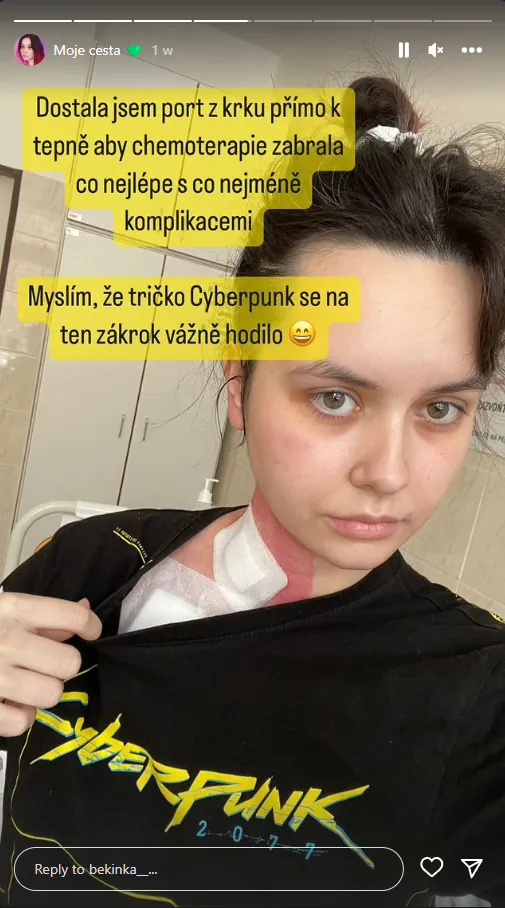 Moje cesta 💚 1 w
Dostala jsem port z krku přímo k
tepně aby chemoterapie zabrala
co nejlépe s co nejméně
komplikacemi
Myslím, že tričko Cyberpunk se na
ten zákrok vážně hodilo 😄
ZAZVOŇT
Cyberpunk
2077
Reply to bekinka__...